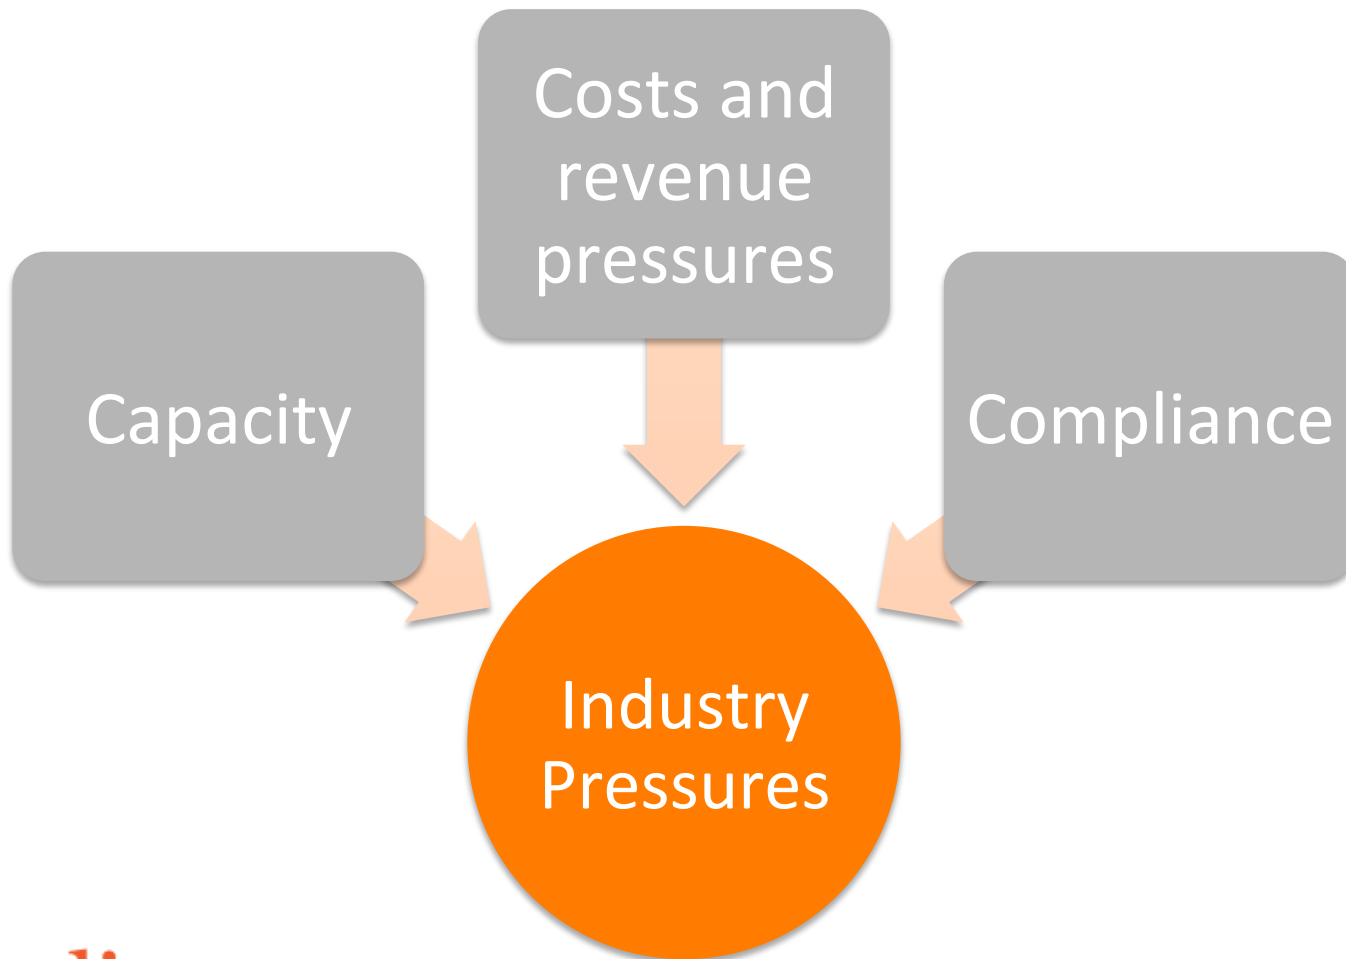 Costs and
revenue
pressures
Capacity
Compliance
Industry
Pressures